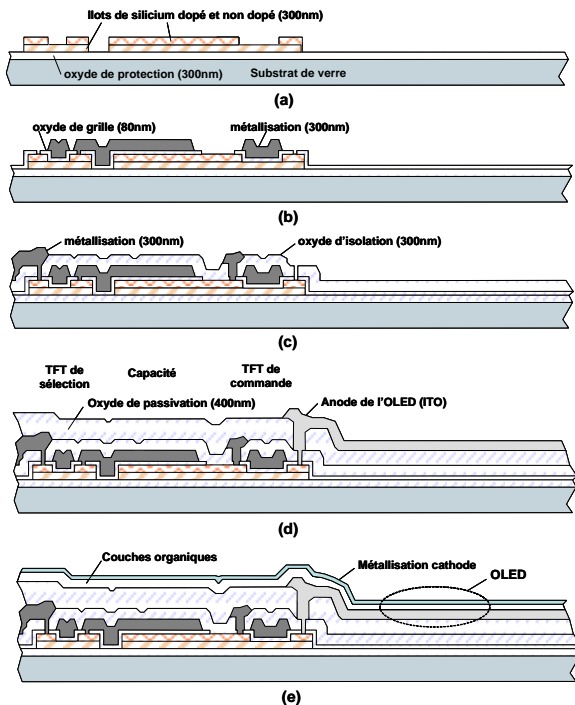 Ilots de silicium dopé et non dopé (300nm)
oxyde de protection (300nm)
Substrat de verre
(a)
oxyde de grille (80nm)
métallisation (300nm)
(b)
métallisation (300nm)
oxyde d'isolation (300nm)
(c)
TFT de
sélection
Capacité
TFT de
commande
Oxyde de passivation (400nm)
Anode de l'OLED (ITO)
(d)
Couches organiques
Métallisation cathode
OLED
(e)